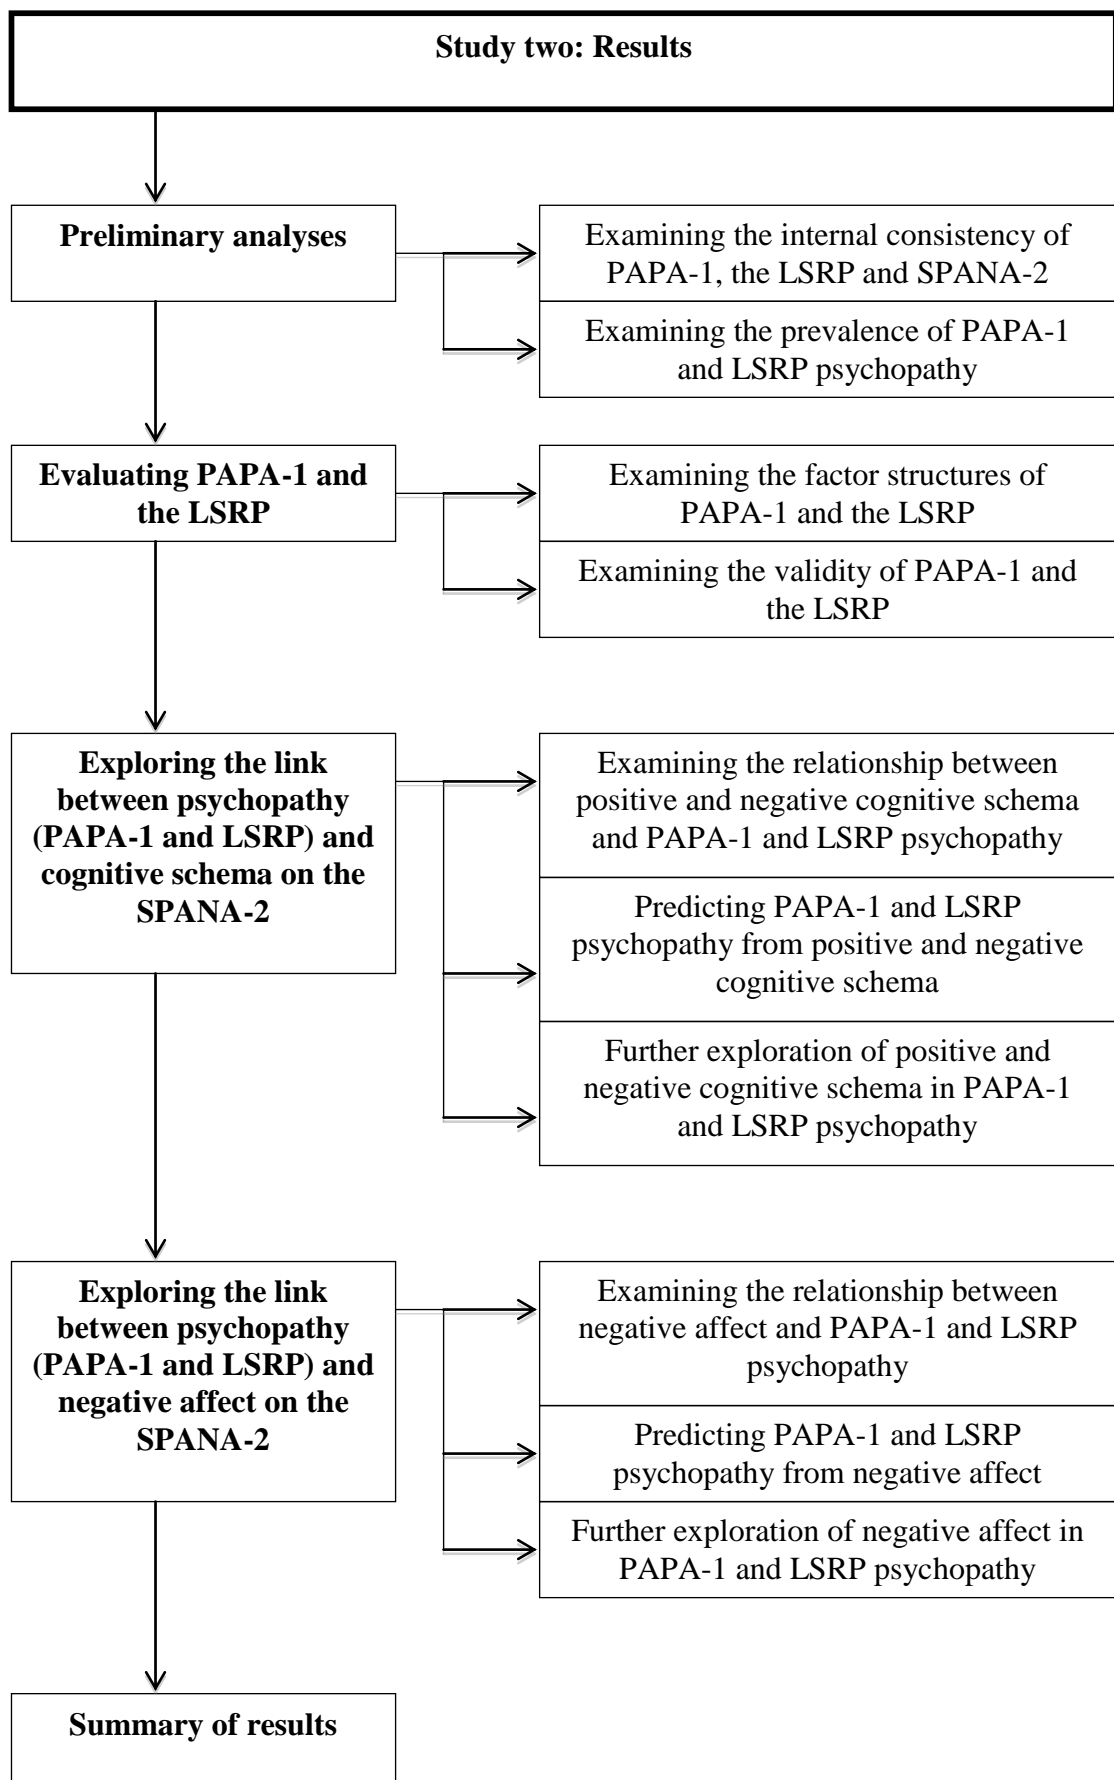 Study two: Results
Preliminary analyses
Examining the internal consistency of
PAPA-1, the LSRP and SPANA-2
Examining the prevalence of PAPA-1
and LSRP psychopathy
Evaluating PAPA-1 and
the LSRP
Examining the factor structures of
PAPA-1 and the LSRP
Examining the validity of PAPA-1 and
the LSRP
Exploring the link
between psychopathy
(PAPA-1 and LSRP) and
cognitive schema on the
SPANA-2
Examining the relationship between
positive and negative cognitive schema
and PAPA-1 and LSRP psychopathy
Predicting PAPA-1 and LSRP
psychopathy from positive and negative
cognitive schema
Further exploration of positive and
negative cognitive schema in PAPA-1
and LSRP psychopathy
Exploring the link
between psychopathy
(PAPA-1 and LSRP) and
negative affect on the
SPANA-2
Examining the relationship between
negative affect and PAPA-1 and LSRP
psychopathy
Predicting PAPA-1 and LSRP
psychopathy from negative affect
Further exploration of negative affect in
PAPA-1 and LSRP psychopathy
Summary of results